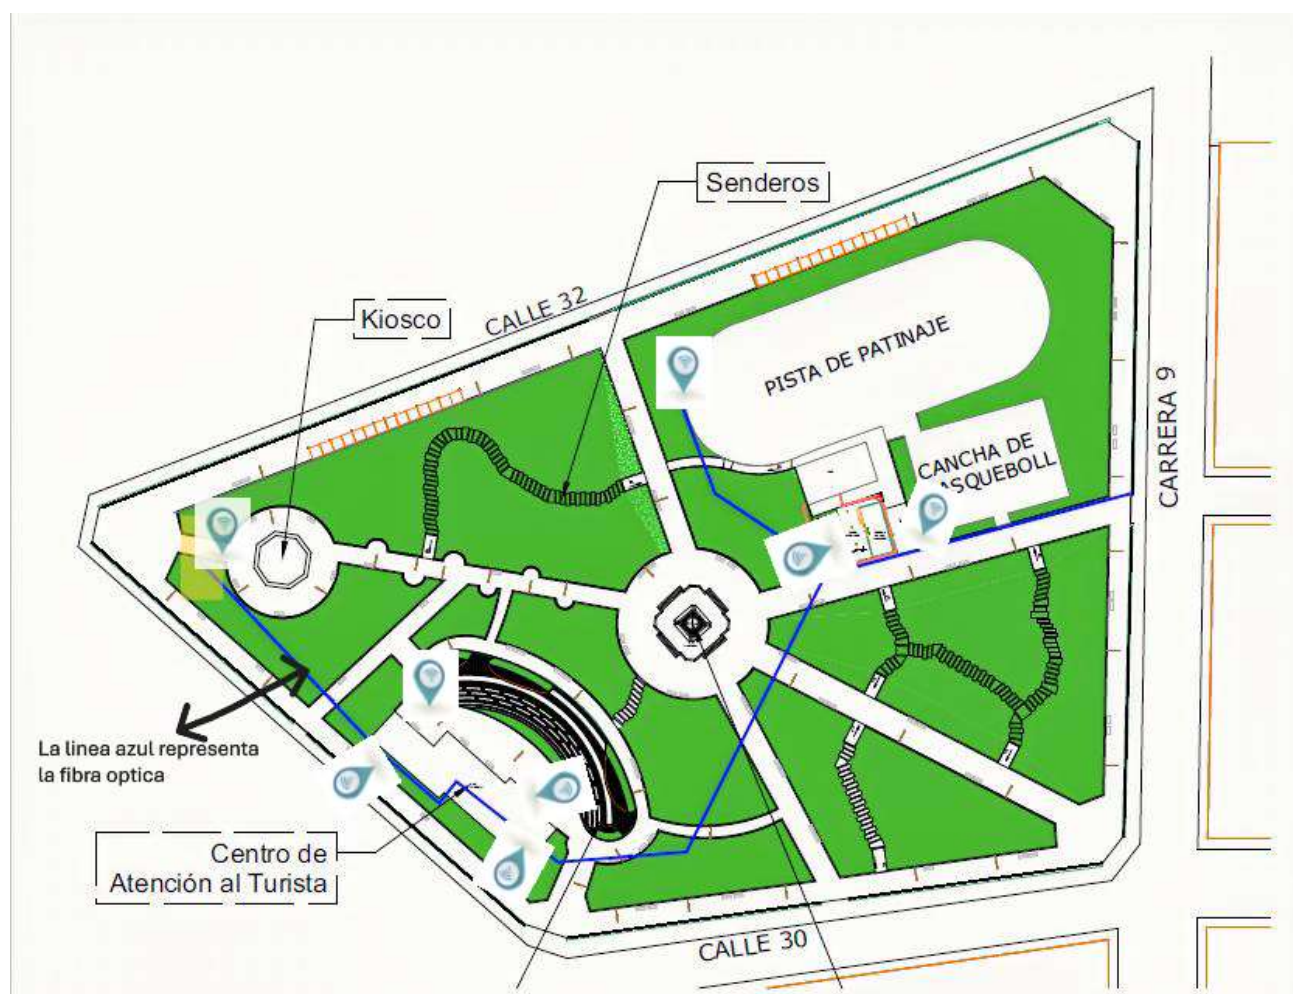 Senderos
Kiosco
CALLE 32
PISTA DE PATINAJE
CANCHA DE
ASQUEBOLL
CARRERA 9
La linea azul representa
la fibra optica
Centro de
Atención al Turista
CALLE 30